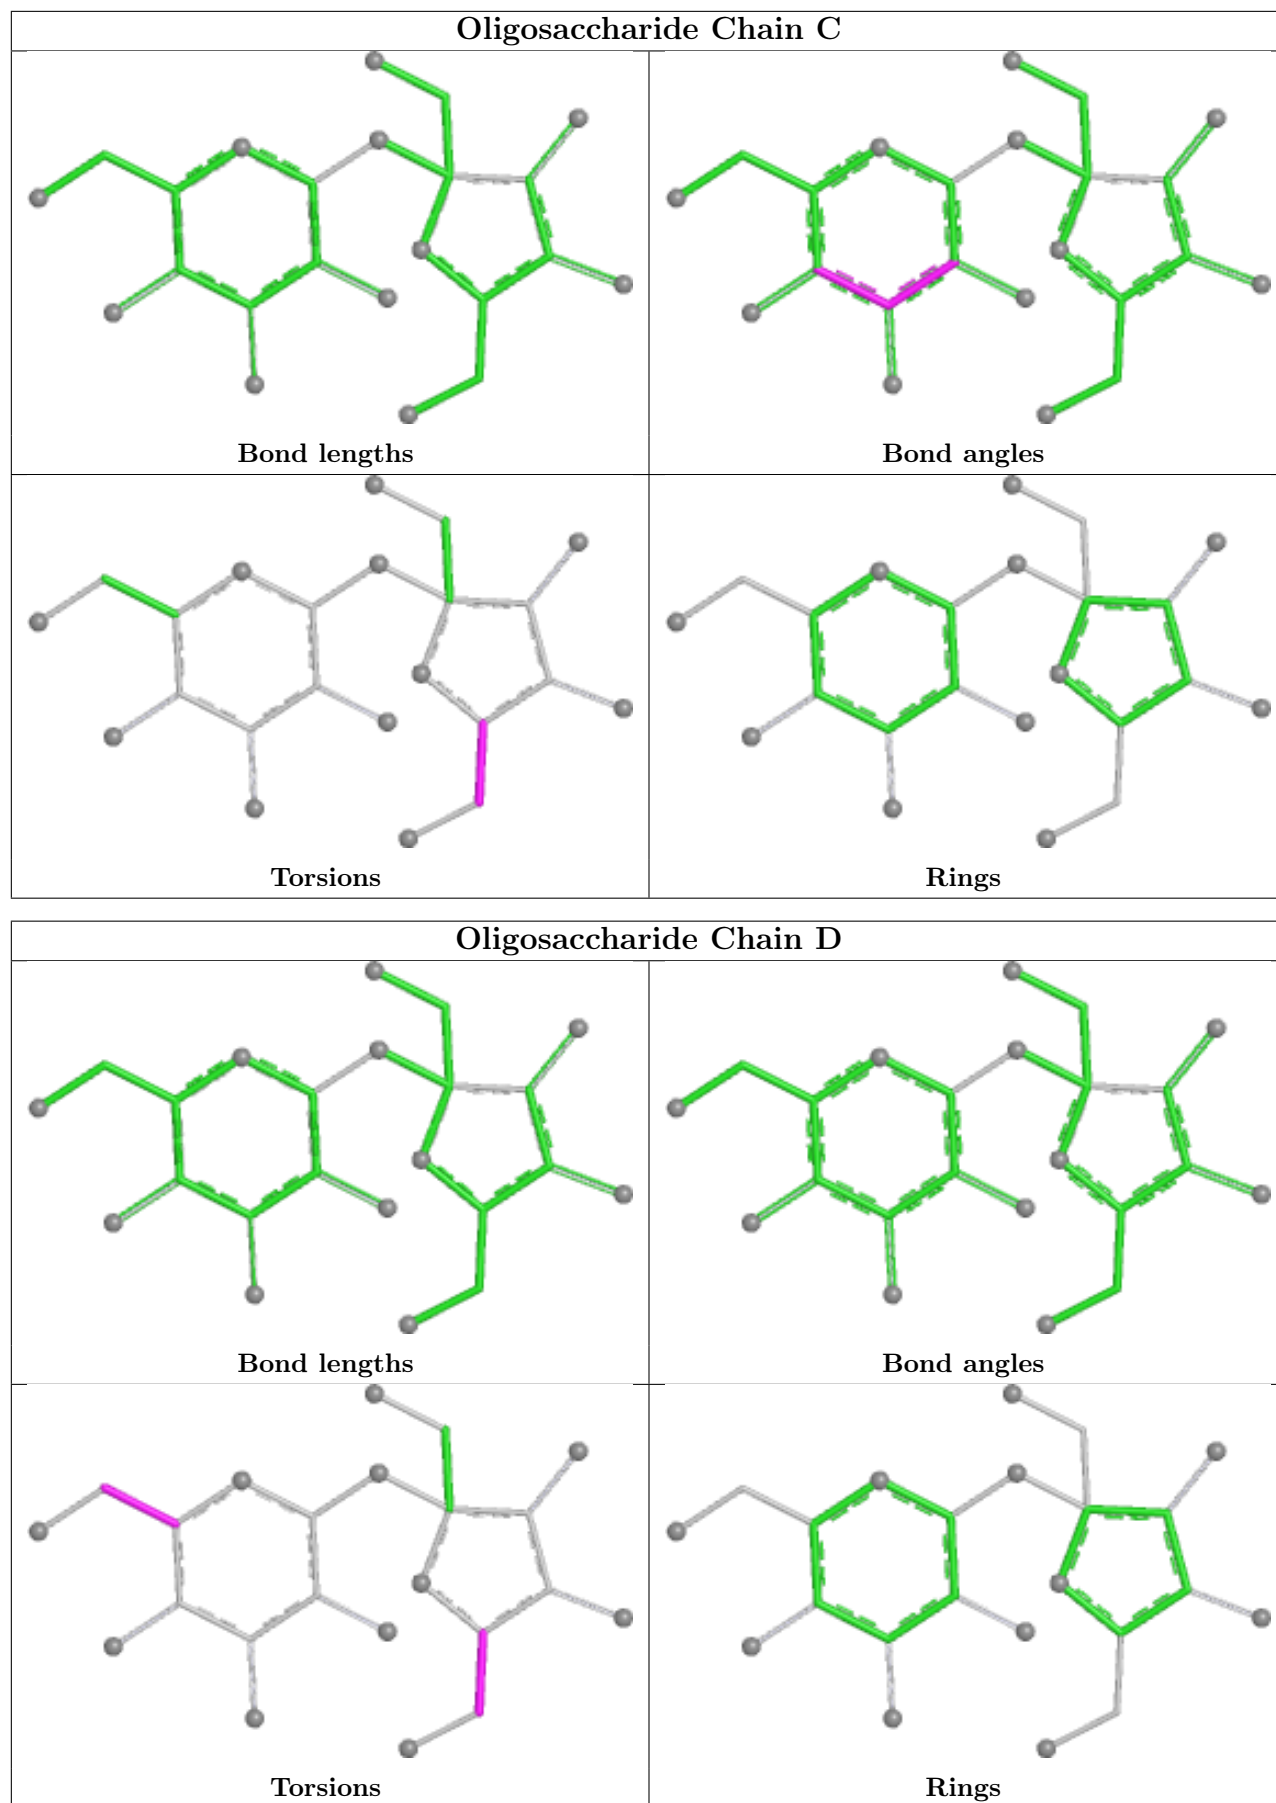 Oligosaccharide Chain C
Bond lengths
Bond angles
Torsions
Rings
Oligosaccharide Chain D
Bond lengths
Bond angles
Torsions
Rings